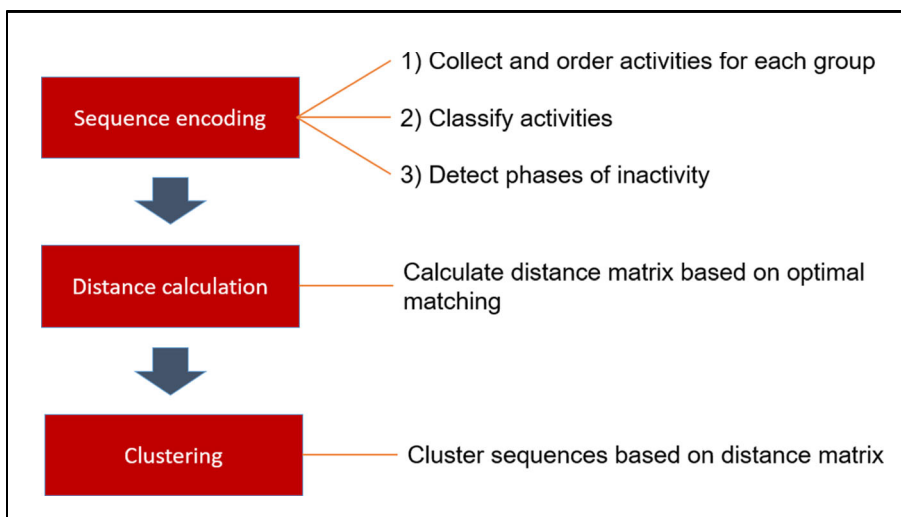 1) Collect and order activities for each group
Sequence encoding
2) Classify activities
3) Detect phases of inactivity
Distance calculation
Calculate distance matrix based on optimal
matching
Clustering
Cluster sequences based on distance matrix